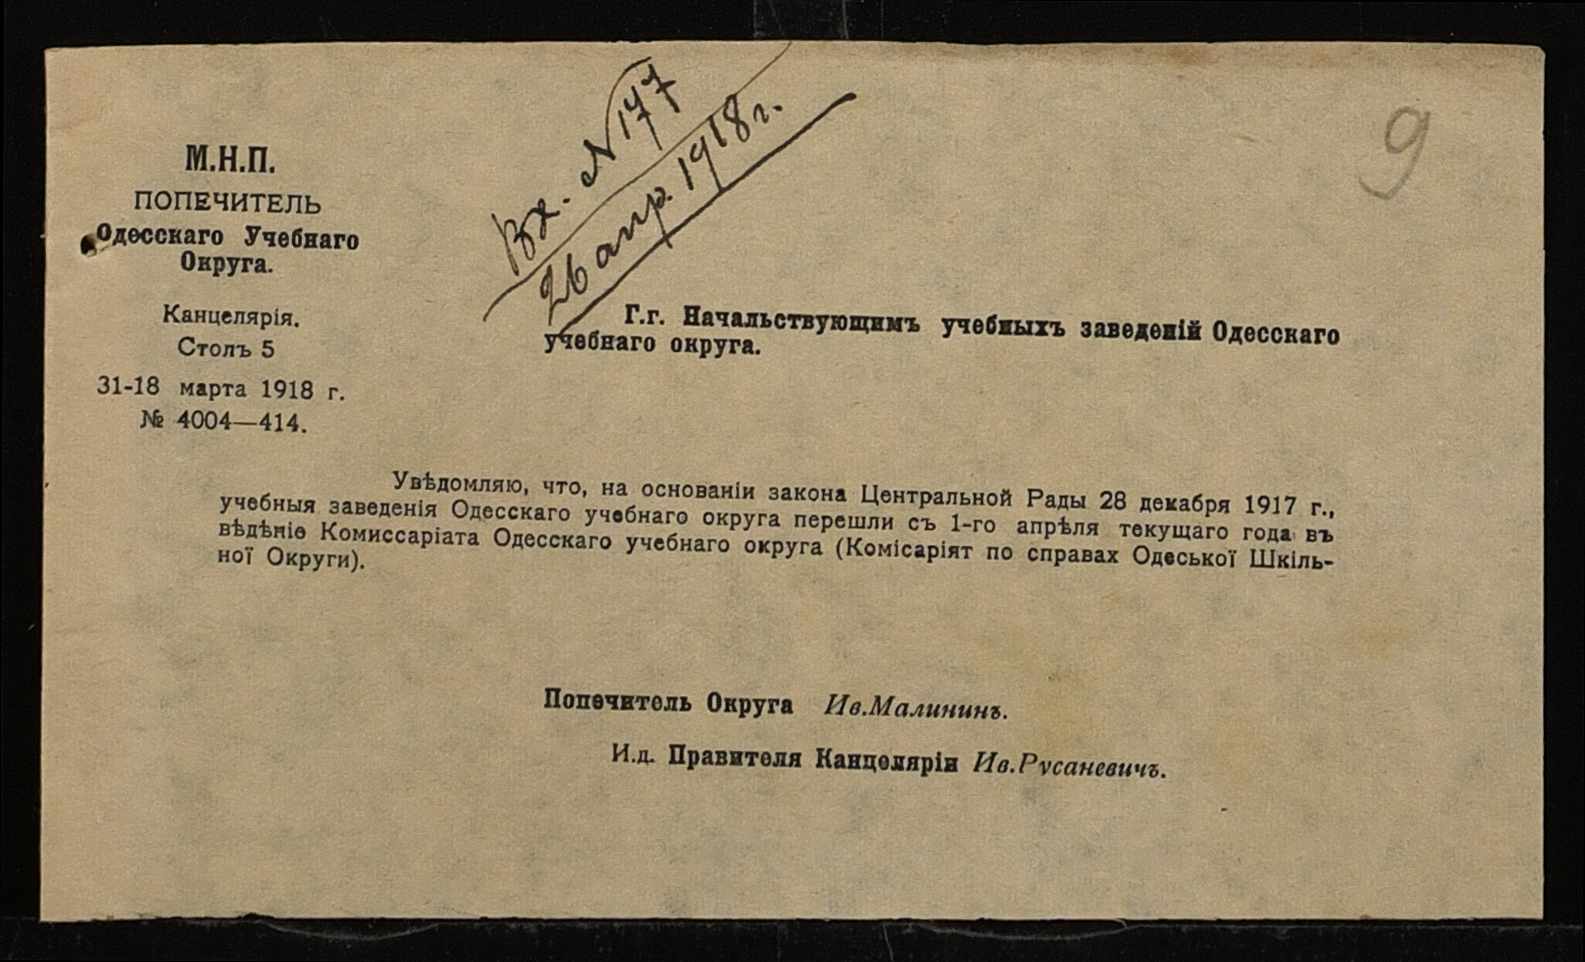 М.Н.П.
ПОПЕЧИТЕЛЬ
Одесскаго Учебнаго
Округа.
Канцелярія.
Столъ 5
31-18 марта 1918 г.
№ 4004—414.
Вх. N 177
26 апр. 1918 г.
9
Г.г. Начальствующимъ учебныхъ заведеній Одесскаго
учебнаго округа.
Увѣдомляю, что, на основаніи закона Центральной Рады 28 декабря 1917 г.,
учебныя заведенія Одесскаго учебнаго округа перешли съ 1-го апрѣля текущаго года въ
вѣдѣніе Комиссаріата Одесскаго учебнаго округа (Комісаріят по справах Одеської Шкіль-
ної Округи).
Попечитель Округа Ив.Малининъ.
И.д. Правителя Канцеляріи Ив.Русаневичъ.